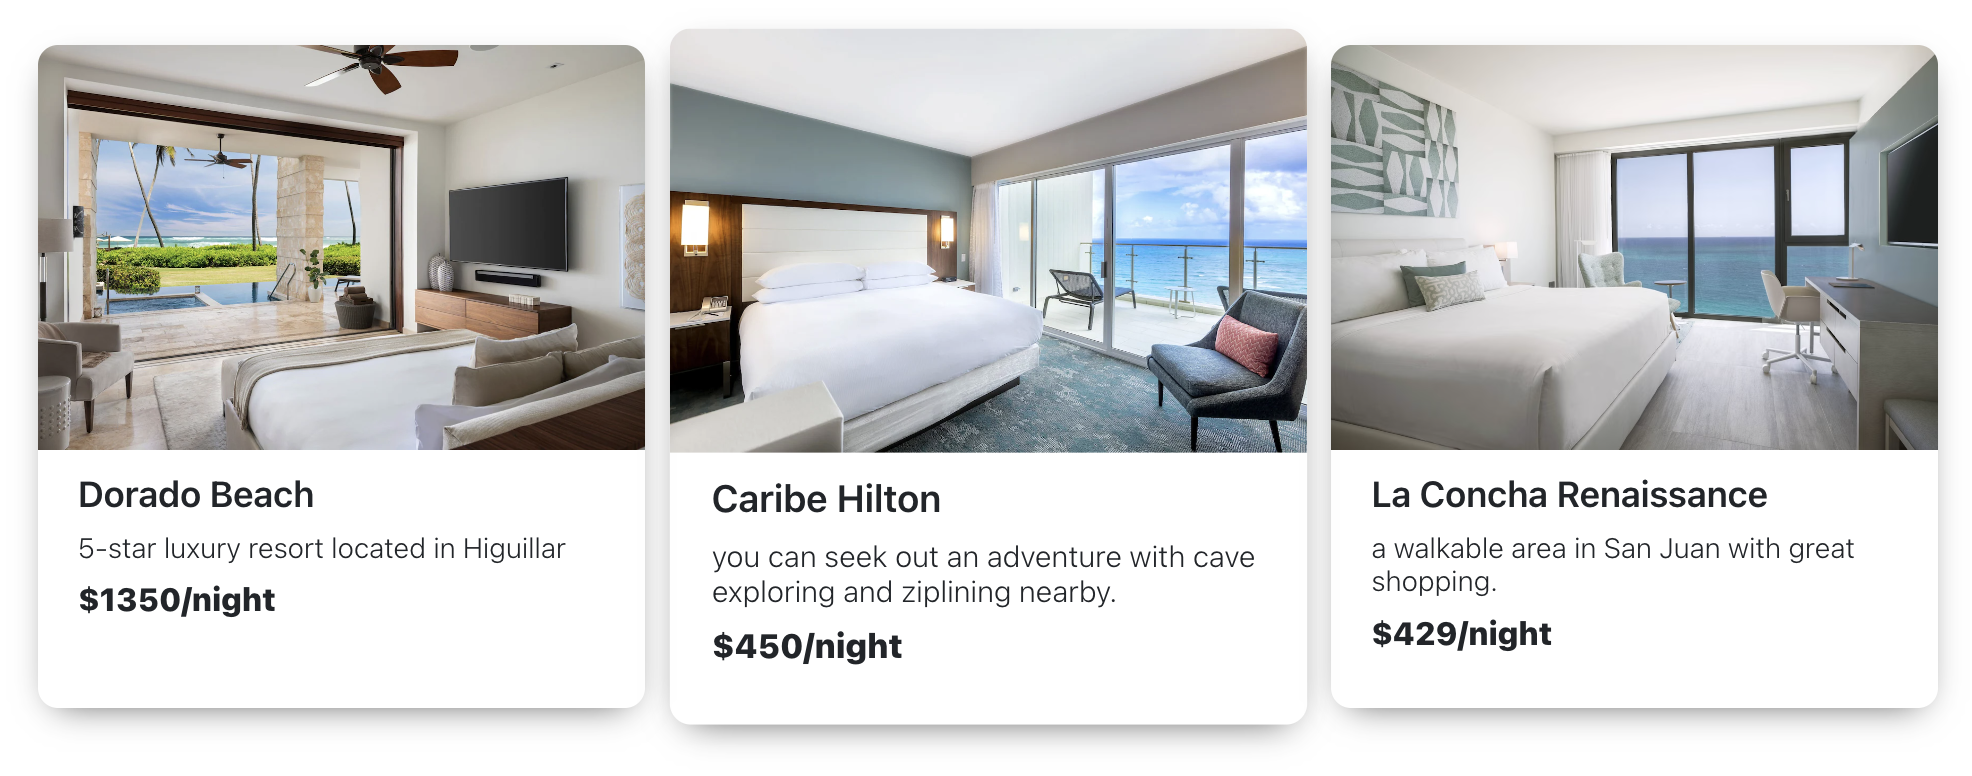 Dorado Beach
5-star luxury resort located in Higuillar
$1350/night
Caribe Hilton
you can seek out an adventure with cave
exploring and ziplining nearby.
$450/night
La Concha Renaissance
a walkable area in San Juan with great
shopping.
$429/night